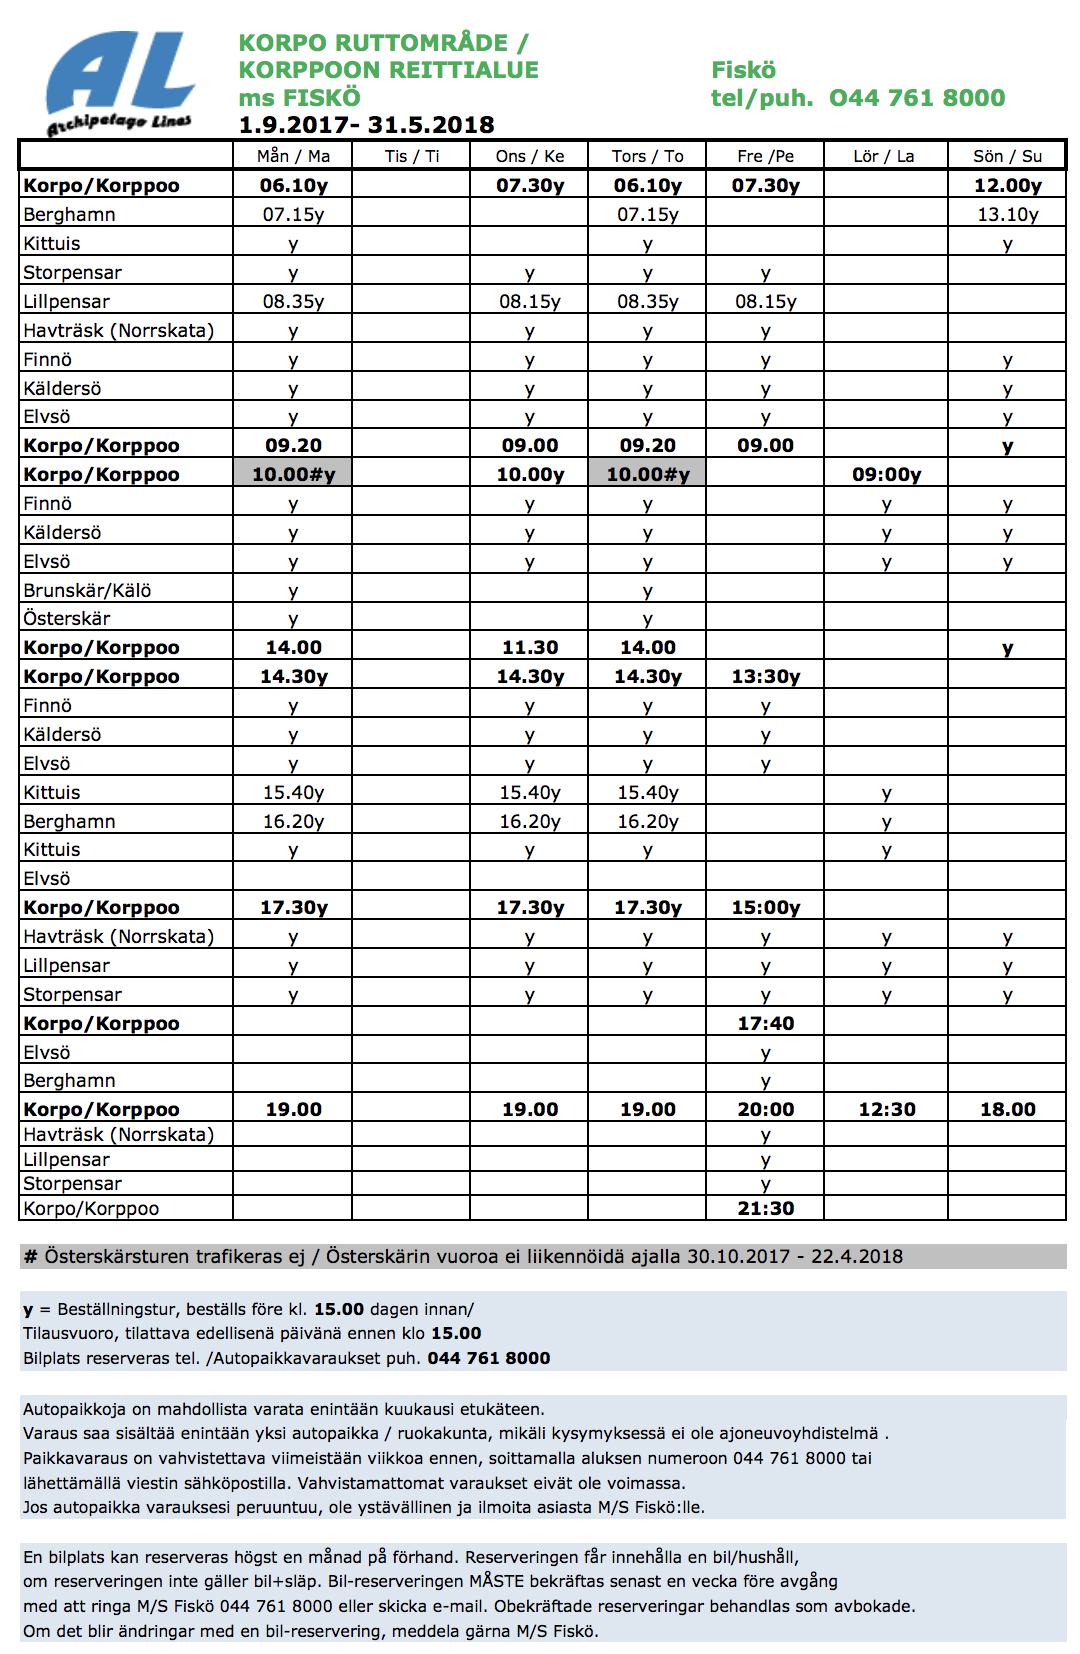 AL
Archipelago Lines
KORPO RUTTOMRÅDE /
KORPPOON REITTIALUE
ms FISKÖ
1.9.2017- 31.5.2018
Fiskö
tel/puh. O44 761 8000
Mån / Ma Tis / Ti Ons / Ke Tors / To Fre /Pe Lör / La Sön / Su
Korpo/Korppoo 06.10y 07.30y 06.10y 07.30y 12.00y
Berghamn 07.15y 07.15y 13.10y
Kittuis y y y
Storpensar y y y y
Lillpensar 08.35y 08.15y 08.35y 08.15y
Havträsk (Norrskata) y y y y
Finnö y y y y y
Käldersö y y y y y
Elvsö y y y y y
Korpo/Korppoo 09.20 09.00 09.20 09.00 y
Korpo/Korppoo 10.00#y 10.00y 10.00#y 09:00y
Finnö y y y y y
Käldersö y y y y y
Elvsö y y y y y
Brunskär/Kälö y y
Österskär y y
Korpo/Korppoo 14.00 11.30 14.00 y
Korpo/Korppoo 14.30y 14.30y 14.30y 13:30y
Finnö y y y y
Käldersö y y y y
Elvsö y y y y
Kittuis 15.40y 15.40y 15.40y y
Berghamn 16.20y 16.20y 16.20y y
Kittuis y y y y
Elvsö
Korpo/Korppoo 17.30y 17.30y 17.30y 15:00y
Havträsk (Norrskata) y y y y y y
Lillpensar y y y y y y
Storpensar y y y y y y
Korpo/Korppoo 17:40
Elvsö y
Berghamn y
Korpo/Korppoo 19.00 19.00 19.00 20:00 12:30 18.00
Havträsk (Norrskata) y
Lillpensar y
Storpensar y
Korpo/Korppoo 21:30
# Österskärsturen trafikeras ej / Österskärin vuoroa ei liikennöidä ajalla 30.10.2017 - 22.4.2018
y = Beställningstur, beställs före kl. 15.00 dagen innan/
Tilausvuoro, tilattava edellisenä päivänä ennen klo 15.00
Bilplats reserveras tel. /Autopaikkavaraukset puh. 044 761 8000
Autopaikkoja on mahdollista varata enintään kuukausi etukäteen.
Varaus saa sisältää enintään yksi autopaikka / ruokakunta, mikäli kysymyksessä ei ole ajoneuvoyhdistelmä .
Paikkavaraus on vahvistettava viimeistään viikkoa ennen, soittamalla aluksen numeroon 044 761 8000 tai
lähettämällä viestin sähköpostilla. Vahvistamattomat varaukset eivät ole voimassa.
Jos autopaikka varauksesi peruuntuu, ole ystävällinen ja ilmoita asiasta M/S Fiskö:lle.
En bilplats kan reserveras högst en månad på förhand. Reserveringen får innehålla en bil/hushåll,
om reserveringen inte gäller bil+släp. Bil-reserveringen MÅSTE bekräftas senast en vecka före avgång
med att ringa M/S Fiskö 044 761 8000 eller skicka e-mail. Obekräftade reserveringar behandlas som avbokade.
Om det blir ändringar med en bil-reservering, meddela gärna M/S Fiskö.